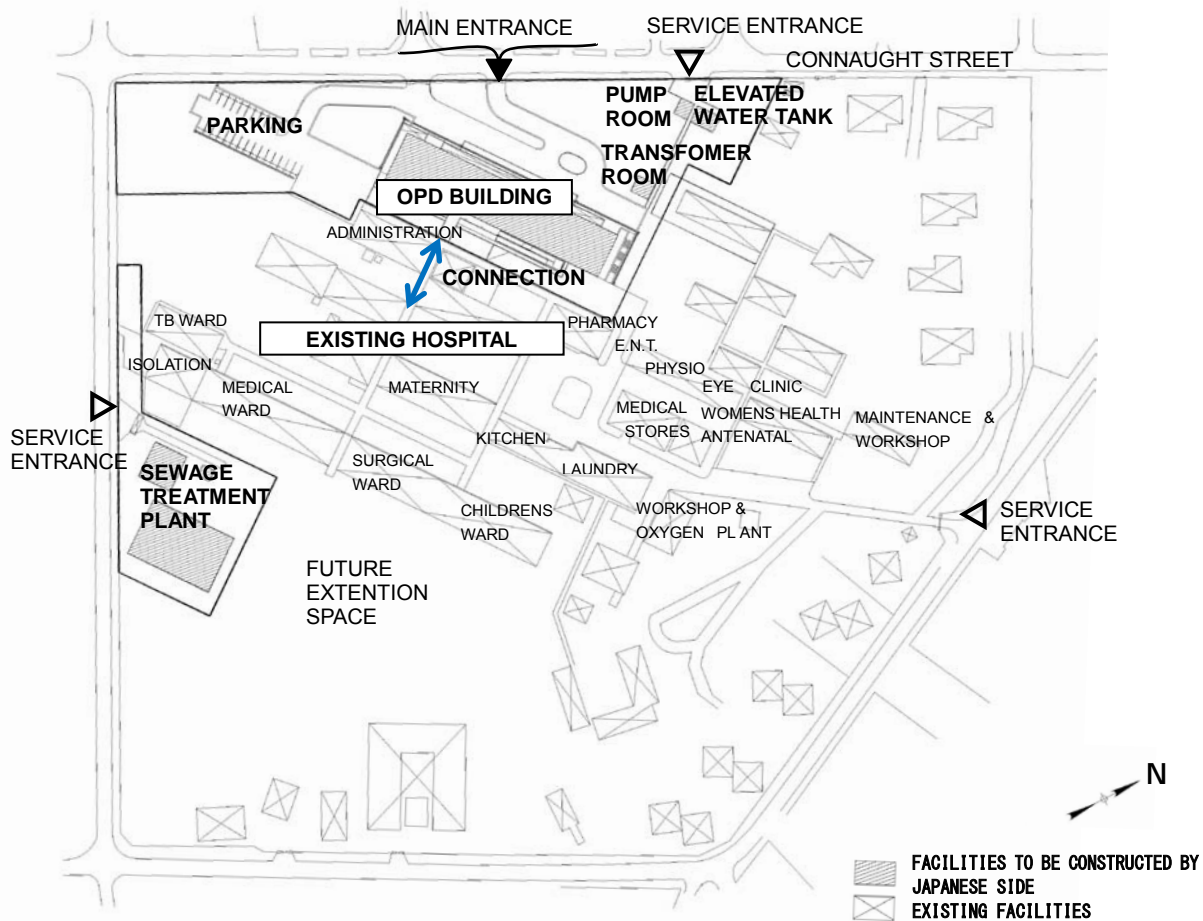 MAIN ENTRANCE
SERVICE ENTRANCE
CONNAUGHT STREET
PARKING
PUMP
ROOM
ELEVATED
WATER TANK
TRANSFOMER
ROOM
OPD BUILDING
ADMINISTRATION
CONNECTION
EXISTING HOSPITAL
TB WARD
ISOLATION
MEDICAL
WARD
MATERNITY
PHARMACY
E.N.T.
PHYSIO
EYE CLINIC
MEDICAL
STORES
WOMENS HEALTH
ANTENATAL
MAINTENANCE &
WORKSHOP
SERVICE
ENTRANCE
SEWAGE
TREATMENT
PLANT
SURGICAL
WARD
KITCHEN
LAUNDRY
CHILDRENS
WARD
WORKSHOP &
OXYGEN PL ANT
SERVICE
ENTRANCE
FUTURE
EXTENTION
SPACE
N
FACILITIES TO BE CONSTRUCTED BY
JAPANESE SIDE
EXISTING FACILITIES